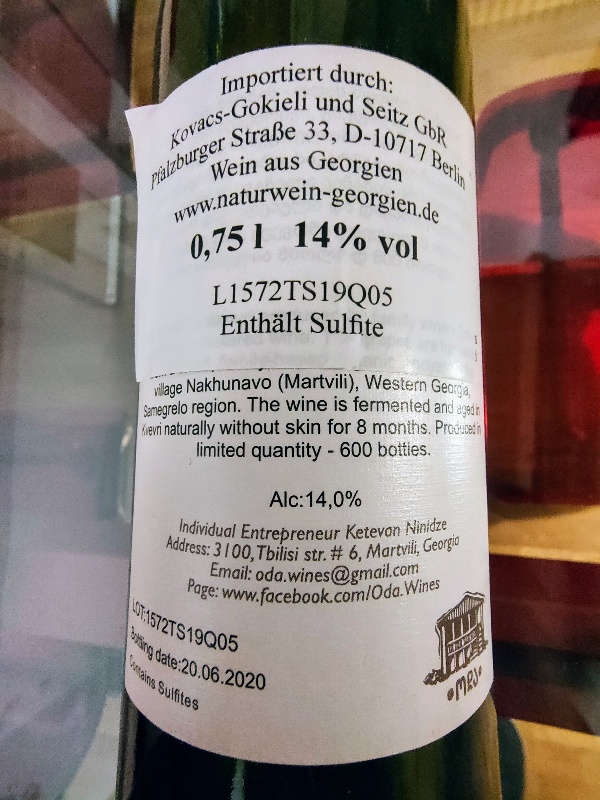 Importiert durch:
Kovacs-Gokieli und Seitz GbR
Pfalzburger Straße 33, D-10717 Berlin
Wein aus Georgien
www.naturwein-georgien.de
0,75 l 14% vol
L1572TS19Q05
Enthält Sulfite
village Nakhunavo (Martvili), Western Georgia,
Samegrelo region. The wine is fermented and aged in
Kvevri naturally without skin for 8 months. Produced in
limited quantity - 600 bottles.
Alc:14,0%
Individual Entrepreneur Ketevan Ninidze
Address: 3100, Tbilisi str. # 6, Martvili, Georgia
Email: oda.wines@gmail.com
Page: www.facebook.com/Oda.Wines
LOT:1572TS19Q05
Bottling date:20.06.2020
Contains Sulfites
ოდა